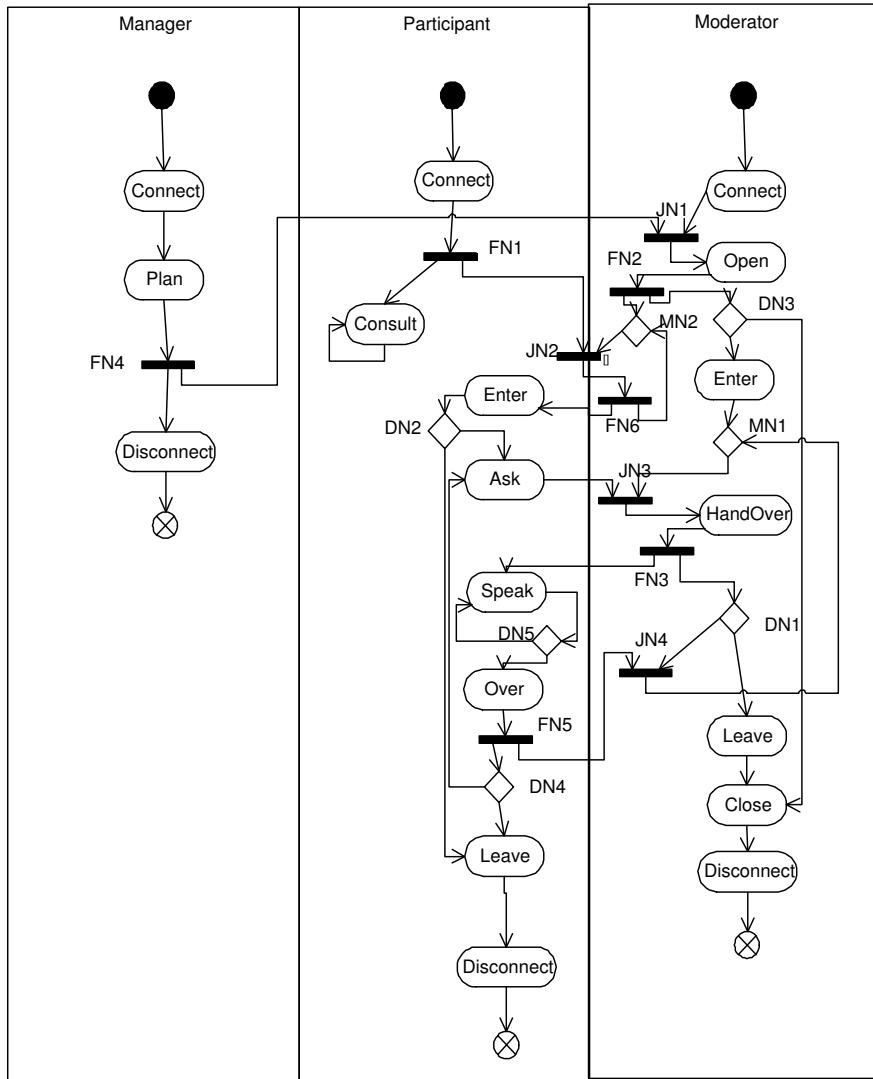 Manager
Participant
Moderator
Connect
Connect
Connect
JN1
FN1
FN2
Open
Plan
DN3
Consult
MN2
JN2
FN4
Enter
Enter
DN2
FN6
MN1
Disconnect
Ask
JN3
HandOver
FN3
Speak
DN5
DN1
JN4
Over
FN5
Leave
DN4
Close
Leave
Disconnect
Disconnect